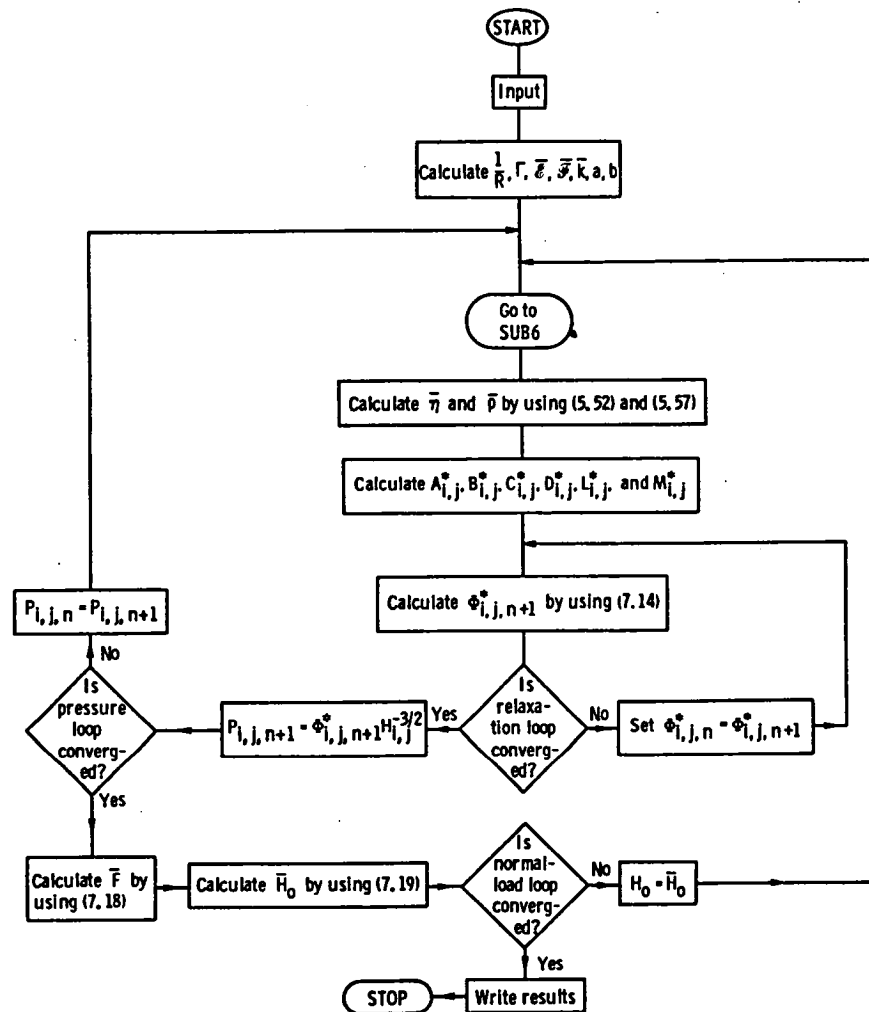 START
Input
Calculate 1/R, Γ, ℰ̄, ℱ̄, k̄, a, b
Go to
SUB6
Calculate η̄ and ρ̄ by using (5.52) and (5.57)
Calculate A*i,j, B*i,j, C*i,j, D*i,j, L*i,j, and M*i,j
Calculate Φ*i,j,n+1 by using (7.14)
Pi,j,n = Pi,j,n+1
No
Is
pressure
loop
converg-
ed?
Yes
Pi,j,n+1 = Φ*i,j,n+1 H-3/2 i,j
Yes
Is
relaxa-
tion loop
converg-
ed?
No
Set Φ*i,j,n = Φ*i,j,n+1
Calculate F̄ by
using (7.18)
Calculate H̄o by using (7.19)
Is
normal-
load loop
converg-
ed?
No
Ho = H̄o
Yes
Write results
STOP